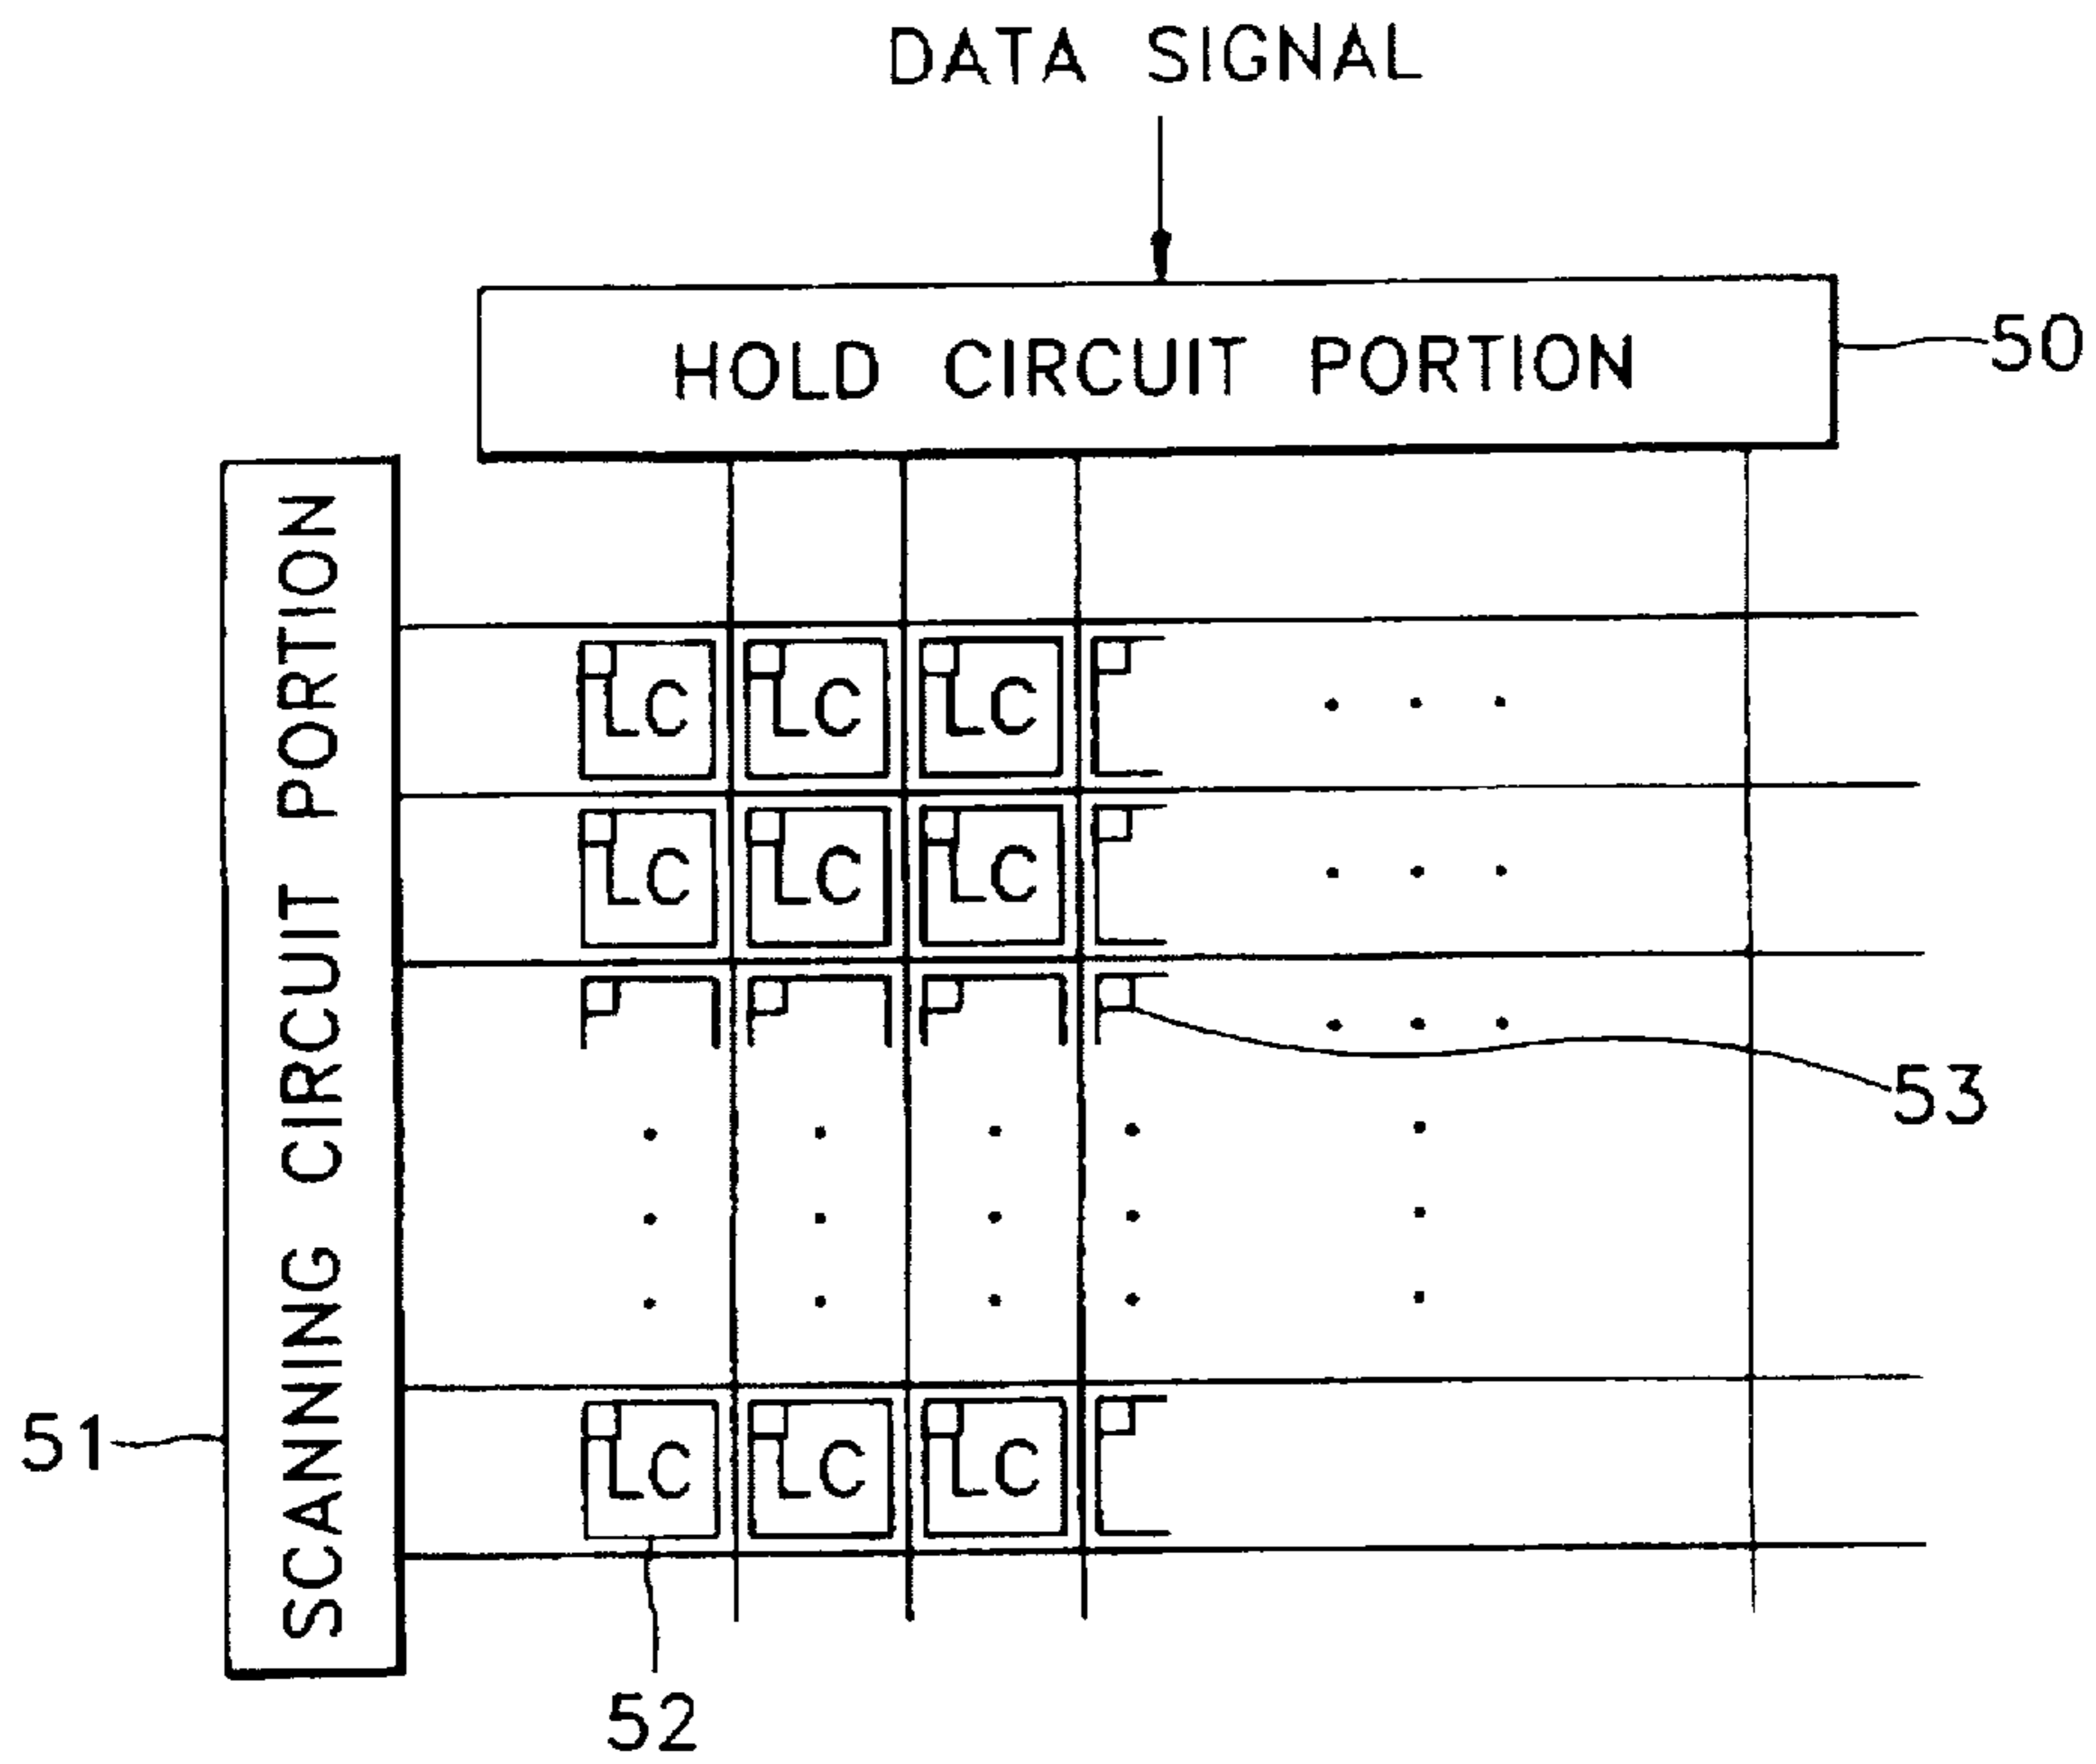 DATA SIGNAL
HOLD CIRCUIT PORTION
50
SCANNING CIRCUIT PORTION
LC LC LC
LC LC LC
53
LC LC LC
51
52